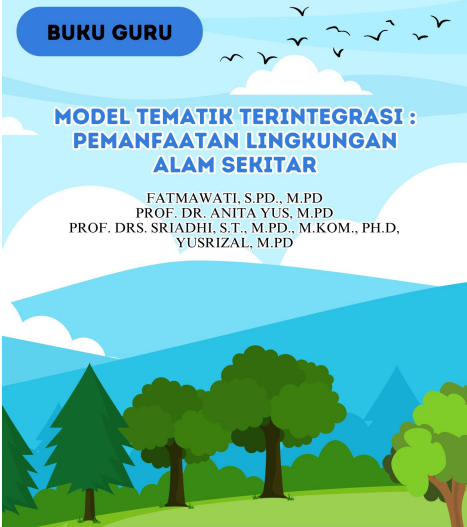 BUKU GURU
MODEL TEMATIK TERINTEGRASI :
PEMANFAATAN LINGKUNGAN
ALAM SEKITAR
FATMAWATI, S.PD., M.PD
PROF. DR. ANITA YUS, M.PD
PROF. DRS. SRIADHI, S.T., M.PD., M.KOM., PH.D,
YUSRIZAL, M.PD